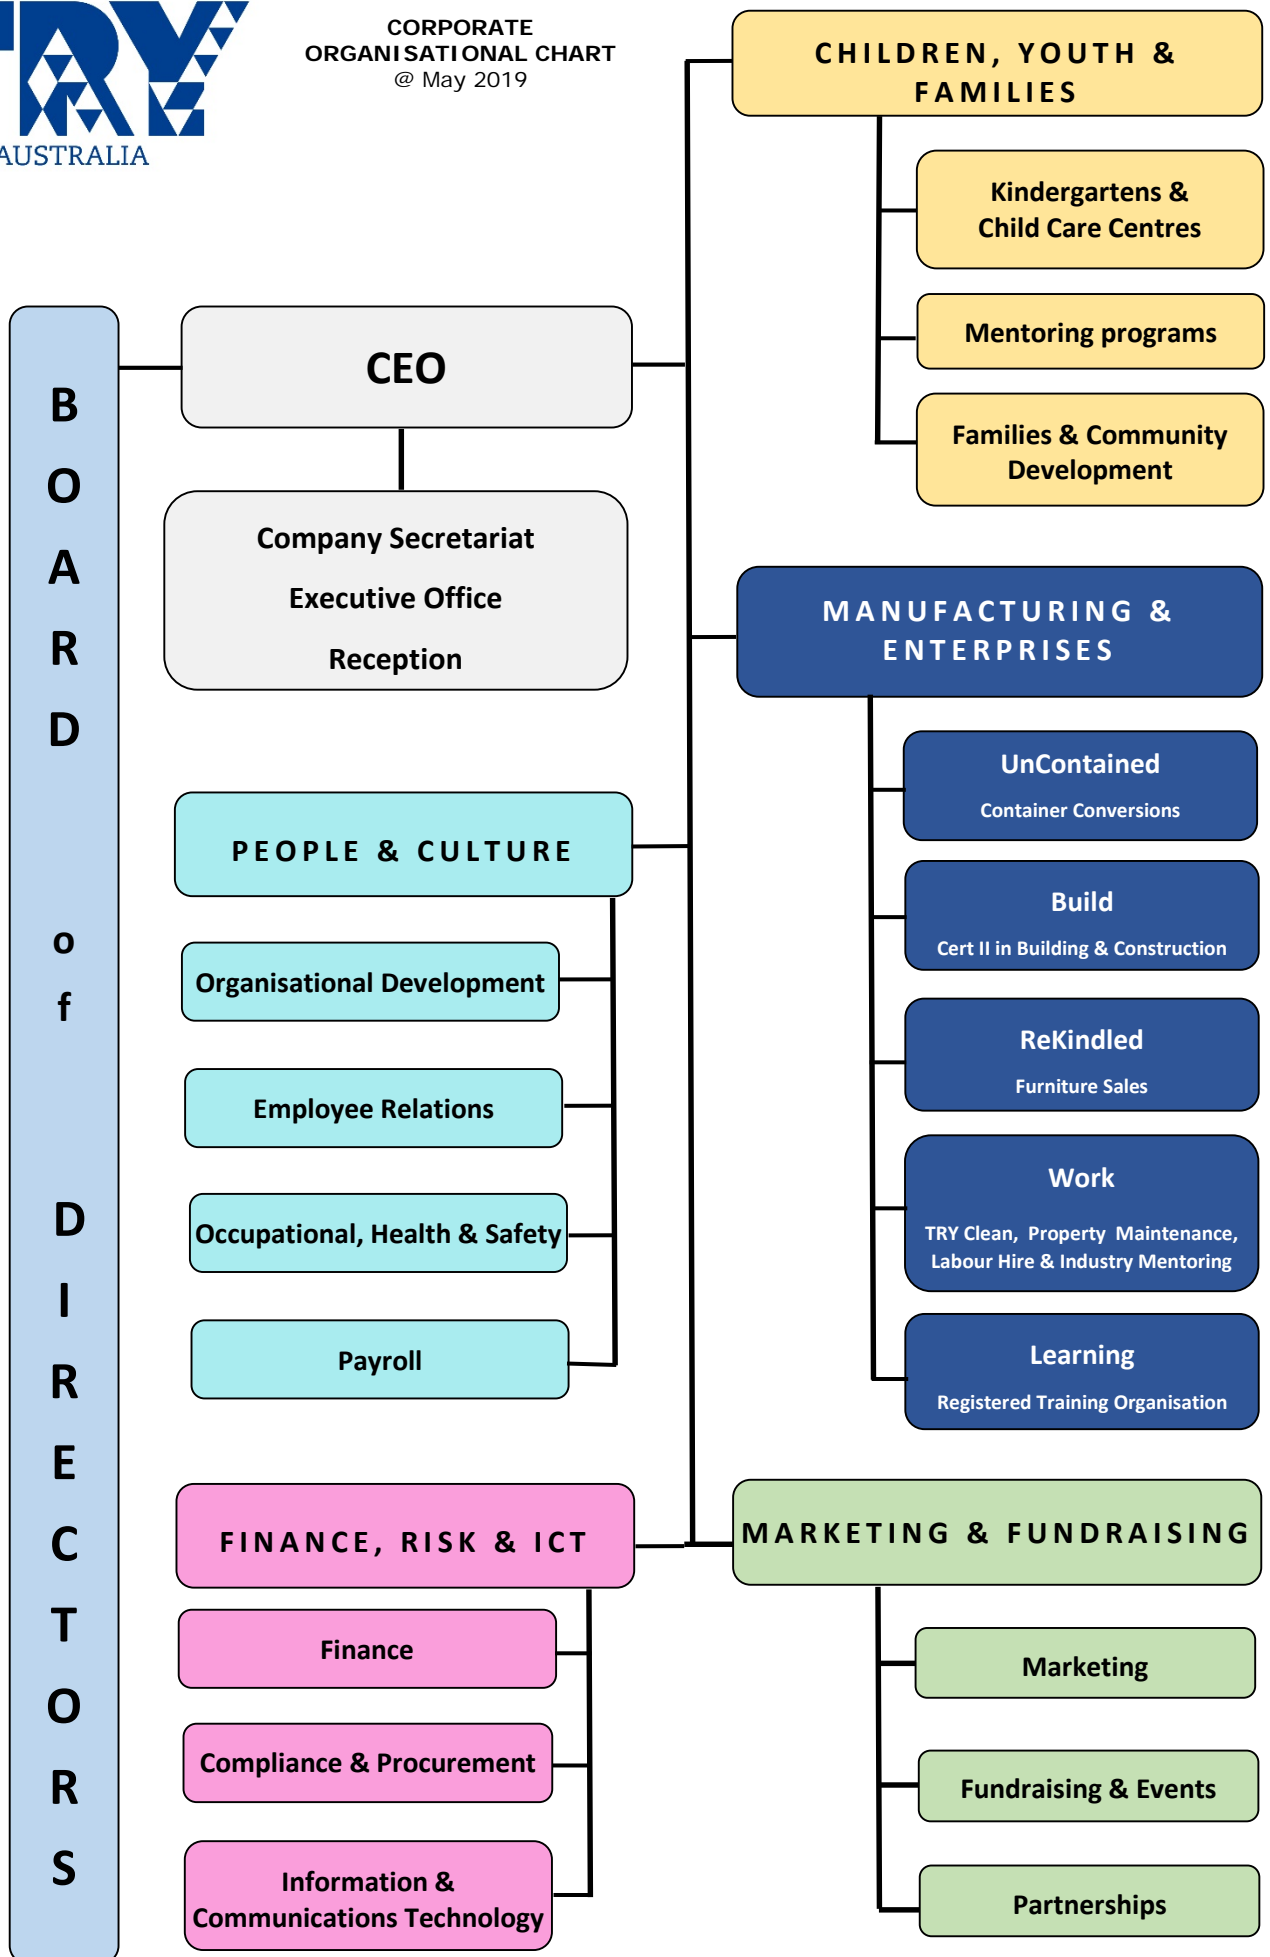 TRY
AUSTRALIA
CORPORATE
ORGANISATIONAL CHART
@ May 2019
BOARD
of
DIRECTORS
CEO
Company Secretariat
Executive Office
Reception
PEOPLE & CULTURE
Organisational Development
Employee Relations
Occupational, Health & Safety
Payroll
FINANCE, RISK & ICT
Finance
Compliance & Procurement
Information &
Communications Technology
CHILDREN, YOUTH &
FAMILIES
Kindergartens &
Child Care Centres
Mentoring programs
Families & Community
Development
MANUFACTURING &
ENTERPRISES
UnContained
Container Conversions
Build
Cert II in Building & Construction
ReKindled
Furniture Sales
Work
TRY Clean, Property Maintenance,
Labour Hire & Industry Mentoring
Learning
Registered Training Organisation
MARKETING & FUNDRAISING
Marketing
Fundraising & Events
Partnerships